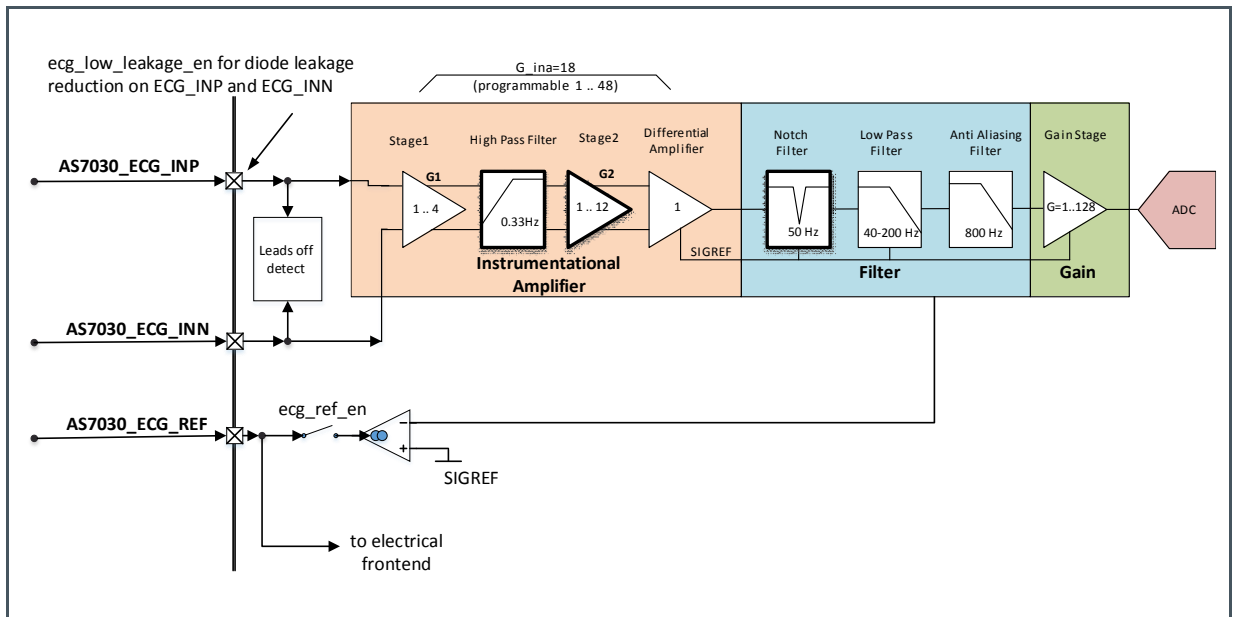 ecg_low_leakage_en for diode leakage
reduction on ECG_INP and ECG_INN
G_ina=18
(programmable 1 .. 48)
Stage1
High Pass Filter
Stage2
Differential
Amplifier
Notch
Filter
Low Pass
Filter
Anti Aliasing
Filter
Gain Stage
AS7030_ECG_INP
G1
G2
1 .. 4
0.33Hz
1 .. 12
1
50 Hz
40-200 Hz
800 Hz
G=1..128
ADC
SIGREF
Leads off
detect
Instrumentational
Amplifier
Filter
Gain
AS7030_ECG_INN
AS7030_ECG_REF
ecg_ref_en
−
+
SIGREF
to electrical
frontend